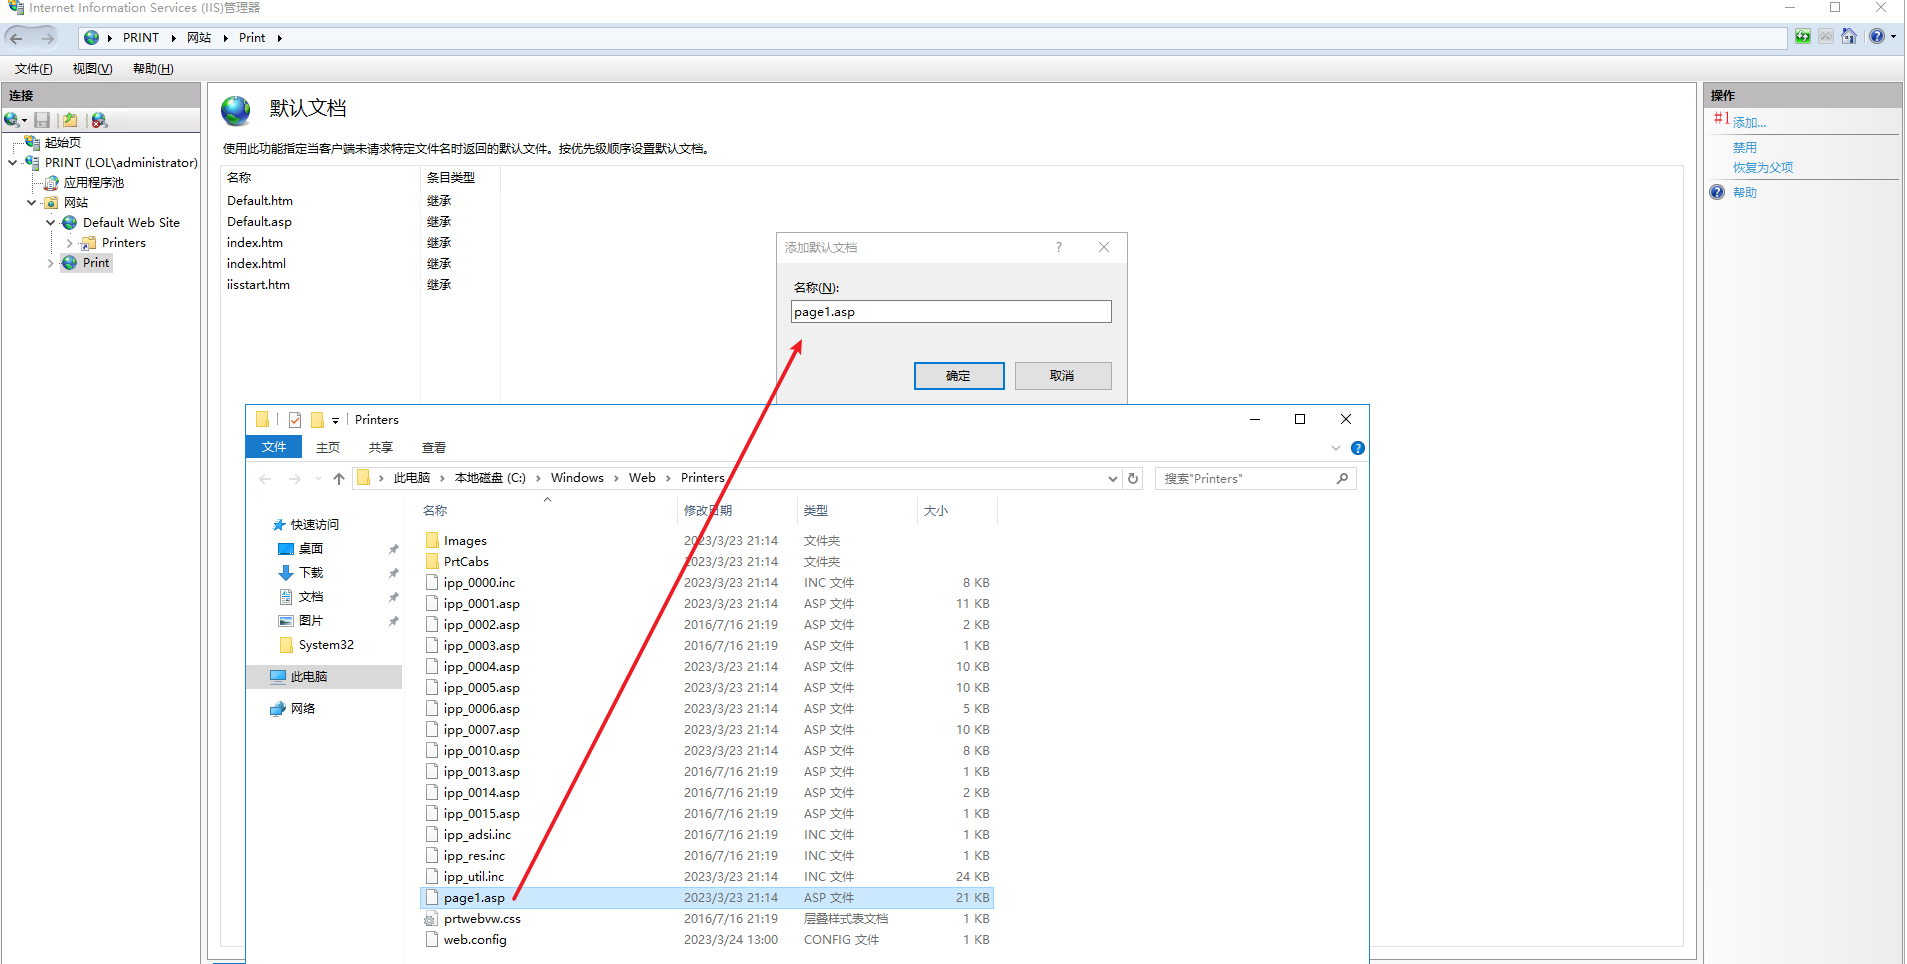 Internet Information Services (IIS)管理器
PRINT
网站
Print
文件(F)
视图(V)
帮助(H)
连接
起始页
PRINT (LOL\administrator)
应用程序池
网站
Default Web Site
Printers
Print
默认文档
使用此功能指定当客户端未请求特定文件名时返回的默认文件。按优先级顺序设置默认文档。
名称 条目类型
Default.htm 继承
Default.asp 继承
index.htm 继承
index.html 继承
iisstart.htm 继承
添加默认文档
?
名称(N):
page1.asp
确定
取消
操作
#1 添加...
禁用
恢复为父项
帮助
Printers
文件 主页 共享 查看
此电脑 本地磁盘 (C:) Windows Web Printers
搜索"Printers"
快速访问
桌面
下载
文档
图片
System32
此电脑
网络
名称 修改日期 类型 大小
Images 2023/3/23 21:14 文件夹
PrtCabs 2023/3/23 21:14 文件夹
ipp_0000.inc 2023/3/23 21:14 INC 文件 8 KB
ipp_0001.asp 2023/3/23 21:14 ASP 文件 11 KB
ipp_0002.asp 2016/7/16 21:19 ASP 文件 2 KB
ipp_0003.asp 2016/7/16 21:19 ASP 文件 1 KB
ipp_0004.asp 2023/3/23 21:14 ASP 文件 10 KB
ipp_0005.asp 2023/3/23 21:14 ASP 文件 10 KB
ipp_0006.asp 2023/3/23 21:14 ASP 文件 5 KB
ipp_0007.asp 2023/3/23 21:14 ASP 文件 10 KB
ipp_0010.asp 2023/3/23 21:14 ASP 文件 8 KB
ipp_0013.asp 2016/7/16 21:19 ASP 文件 1 KB
ipp_0014.asp 2016/7/16 21:19 ASP 文件 2 KB
ipp_0015.asp 2016/7/16 21:19 ASP 文件 1 KB
ipp_adsi.inc 2016/7/16 21:19 INC 文件 1 KB
ipp_res.inc 2016/7/16 21:19 INC 文件 1 KB
ipp_util.inc 2023/3/23 21:14 INC 文件 24 KB
page1.asp 2023/3/23 21:14 ASP 文件 21 KB
prtwebvw.css 2016/7/16 21:19 层叠样式表文档 1 KB
web.config 2023/3/24 13:00 CONFIG 文件 1 KB